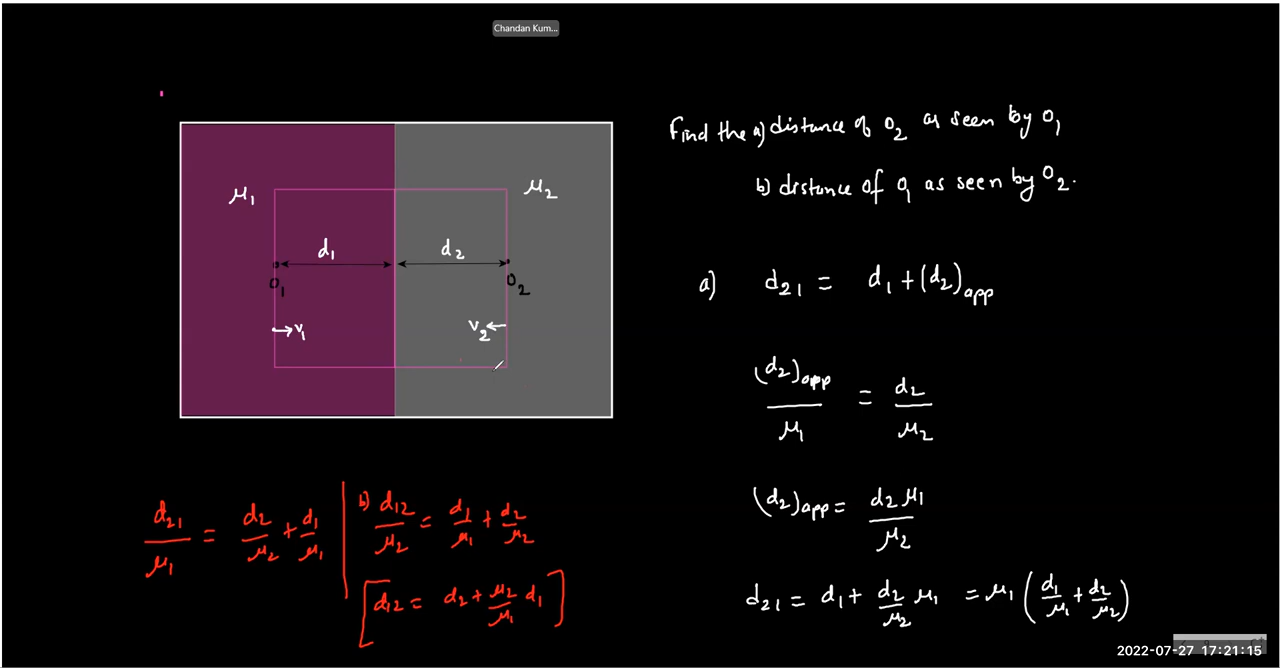 Chandan Kum...
μ₁
μ₂
d₁
d₂
O₁
O₂
v₁
v₂
Find the a) distance of O₂ as seen by O₁
b) distance of O₁ as seen by O₂.
a) d₂₁ = d₁ + (d₂)app
(d₂)app / μ₁ = d₂ / μ₂
(d₂)app = d₂ μ₁ / μ₂
d₂₁ = d₁ + d₂/μ₂ μ₁ = μ₁ (d₁/μ₁ + d₂/μ₂)
d₂₁/μ₁ = d₂/μ₂ + d₁/μ₁
b) d₁₂/μ₂ = d₁/μ₁ + d₂/μ₂
[d₁₂ = d₂ + μ₂/μ₁ d₁]
2022-07-27 17:21:15